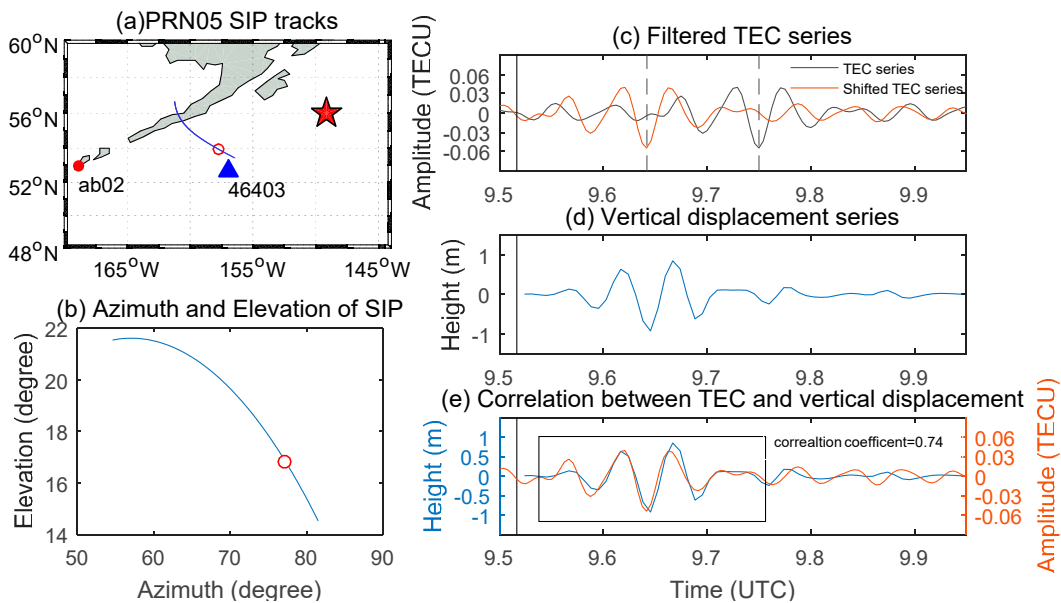 (a)PRN05 SIP tracks
60°N
56°N
52°N
48°N
ab02
46403
165°W
155°W
145°W
(b) Azimuth and Elevation of SIP
Elevation (degree)
22
20
18
16
14
50
60
70
80
90
Azimuth (degree)
(c) Filtered TEC series
Amplitude (TECU)
0.06
0.03
0
-0.03
-0.06
TEC series
Shifted TEC series
9.5
9.6
9.7
9.8
9.9
(d) Vertical displacement series
Height (m)
1
0
-1
9.5
9.6
9.7
9.8
9.9
(e) Correlation between TEC and vertical displacement
Height (m)
1
0.5
0
-0.5
-1
correaltion coefficent=0.74
0.06
0.03
0
-0.03
-0.06
Amplitude (TECU)
9.5
9.6
9.7
9.8
9.9
Time (UTC)